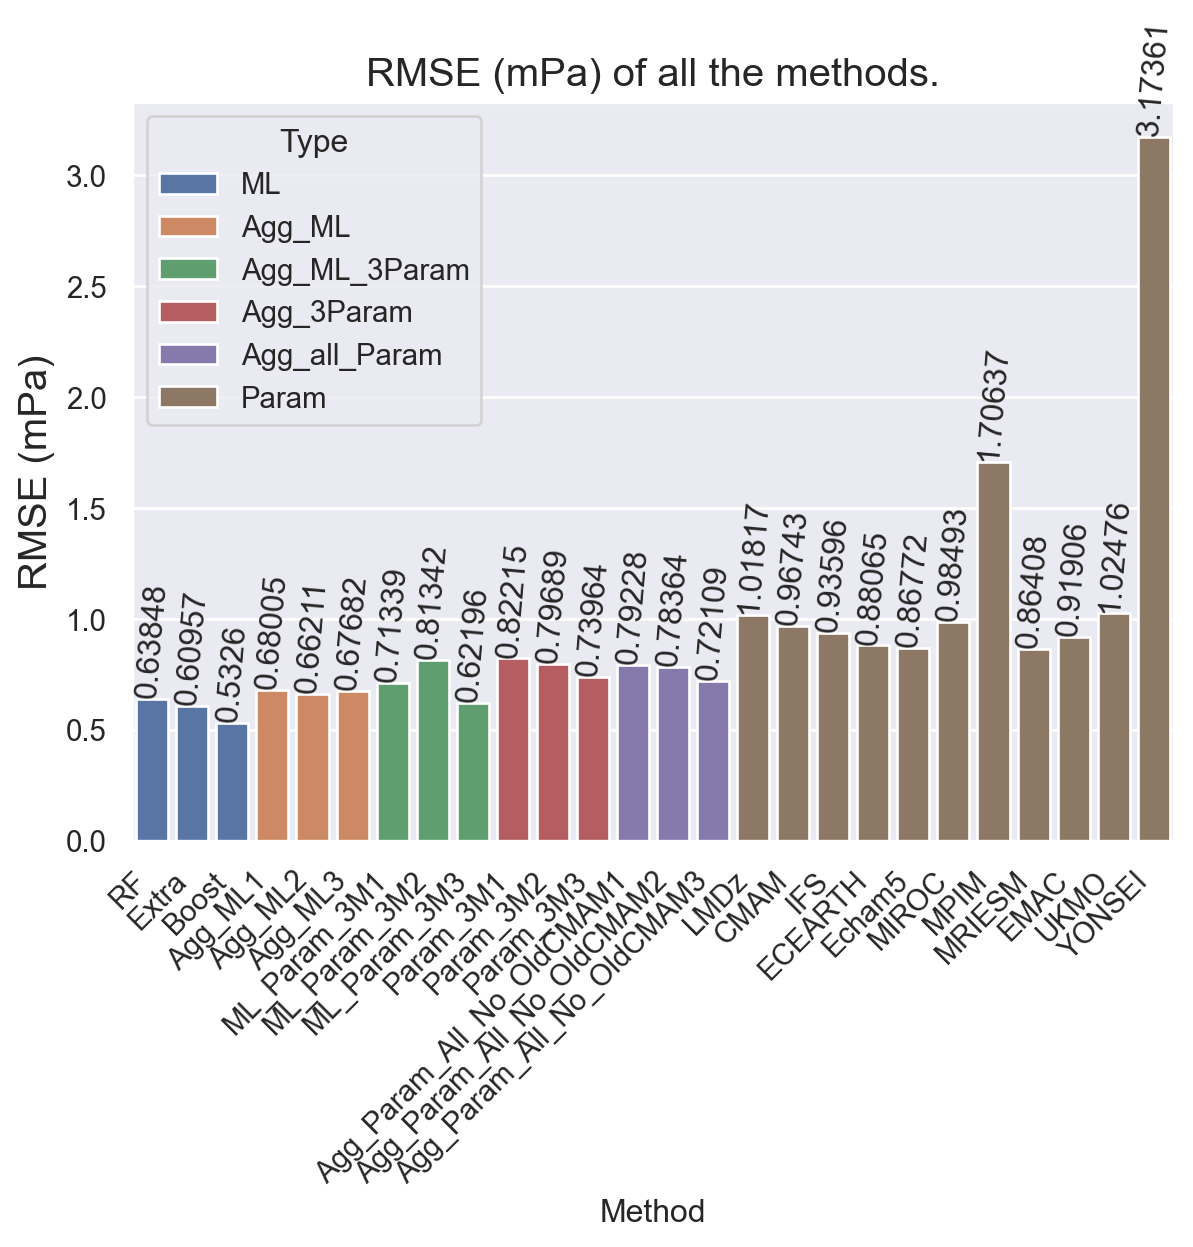 RMSE (mPa) of all the methods.
RMSE (mPa)
3.0
2.5
2.0
1.5
1.0
0.5
0.0
Type
ML
Agg_ML
Agg_ML_3Param
Agg_3Param
Agg_all_Param
Param
0.63848
0.60957
0.5326
0.68005
0.66211
0.67682
0.71339
0.81342
0.62196
0.82215
0.79689
0.73964
0.79228
0.78364
0.72109
1.01817
0.96743
0.93596
0.88065
0.86772
0.98493
1.70637
0.86408
0.91906
1.02476
3.17361
RF
Extra
Boost
Agg_ML1
Agg_ML2
Agg_ML3
ML_Param_3M1
ML_Param_3M2
ML_Param_3M3
Param_3M1
Param_3M2
Param_3M3
Agg_Param_All_No_OldCMAM1
Agg_Param_All_No_OldCMAM2
Agg_Param_All_No_OldCMAM3
LMDz
CMAM
IFS
ECEARTH
Echam5
MIROC
MPIM
MRIESM
EMAC
UKMO
YONSEI
Method